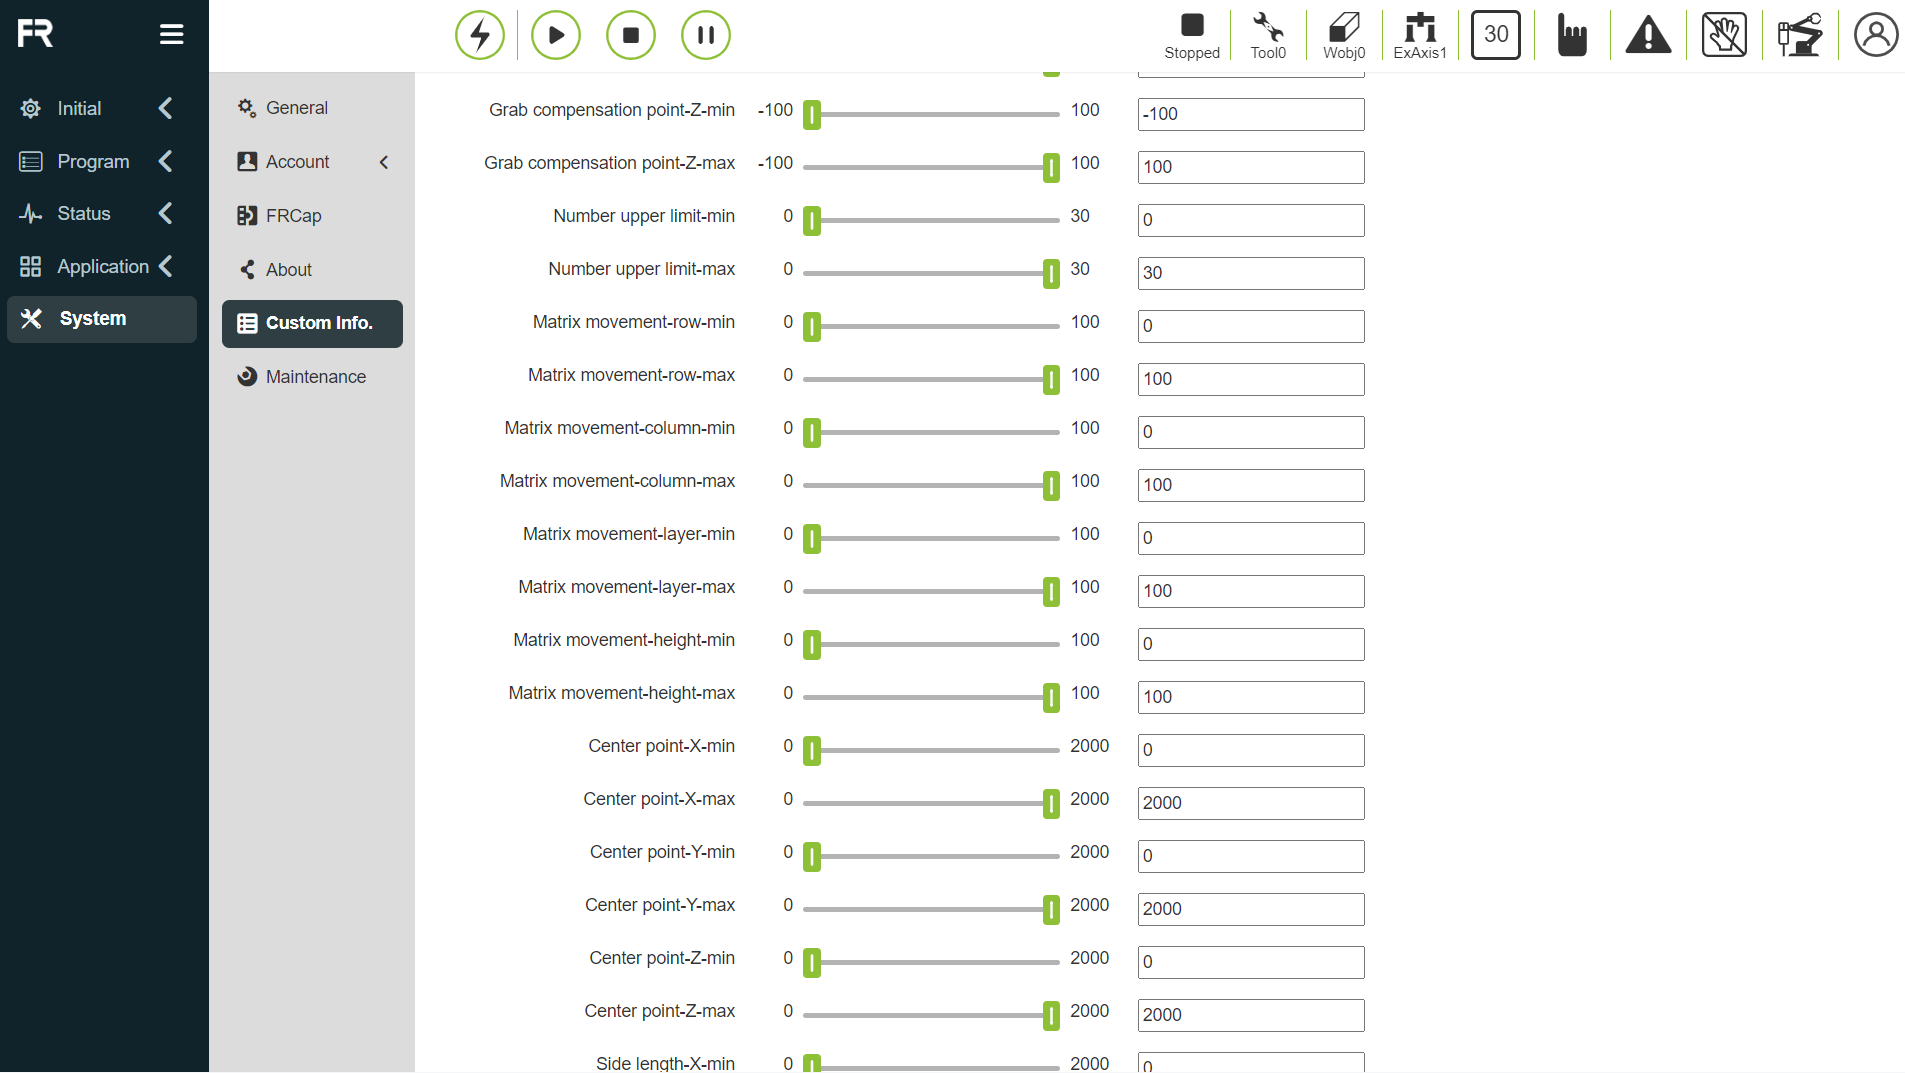 FR
Stopped
Tool0
Wobj0
ExAxis1
30
Initial
Program
Status
Application
System
General
Account
FRCap
About
Custom Info.
Maintenance
Grab compensation point-Z-min -100 100 -100
Grab compensation point-Z-max -100 100 100
Number upper limit-min 0 30 0
Number upper limit-max 0 30 30
Matrix movement-row-min 0 100 0
Matrix movement-row-max 0 100 100
Matrix movement-column-min 0 100 0
Matrix movement-column-max 0 100 100
Matrix movement-layer-min 0 100 0
Matrix movement-layer-max 0 100 100
Matrix movement-height-min 0 100 0
Matrix movement-height-max 0 100 100
Center point-X-min 0 2000 0
Center point-X-max 0 2000 2000
Center point-Y-min 0 2000 0
Center point-Y-max 0 2000 2000
Center point-Z-min 0 2000 0
Center point-Z-max 0 2000 2000
Side length-X-min 0 2000 0